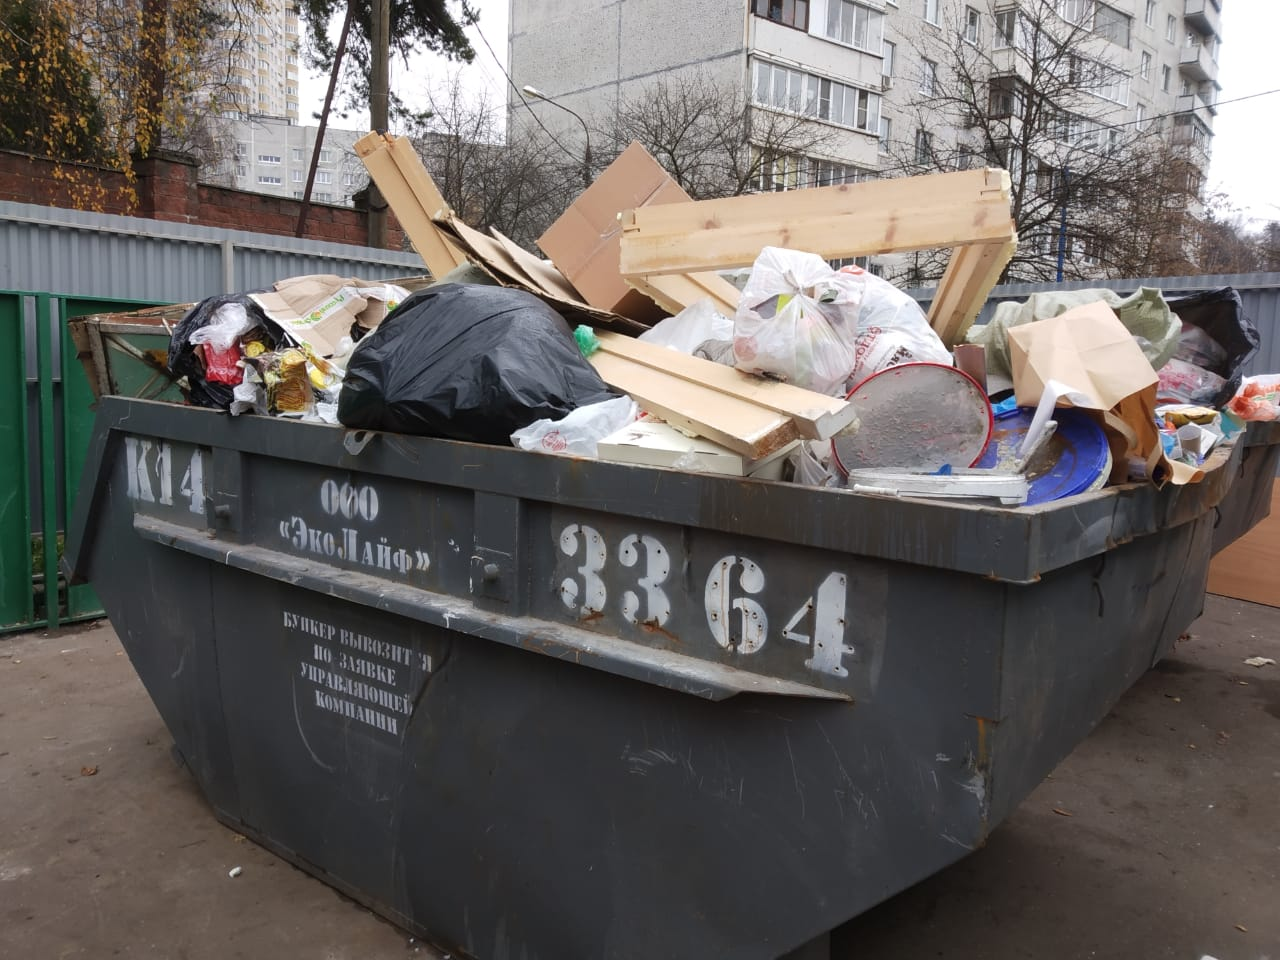 К14
ООО
«ЭкоЛайф»
33 64
БУНКЕР ВЫВОЗИТСЯ
ПО ЗАЯВКЕ
УПРАВЛЯЮЩЕЙ
КОМПАНИИ